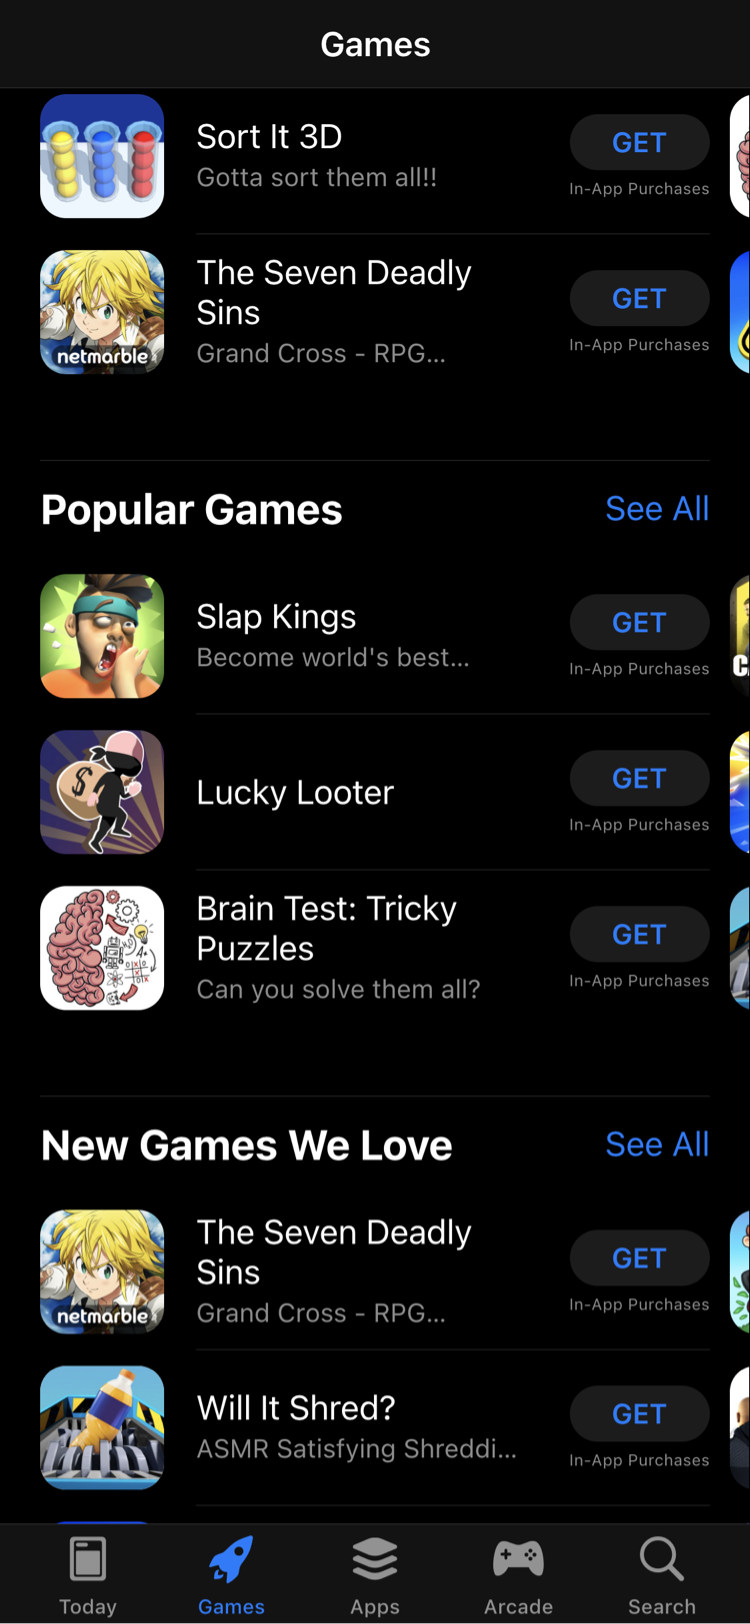 Games
Sort It 3D
Gotta sort them all!!
GET
In-App Purchases
The Seven Deadly
Sins
Grand Cross - RPG...
GET
In-App Purchases
netmarble
Popular Games
See All
Slap Kings
Become world's best...
GET
In-App Purchases
Lucky Looter
GET
In-App Purchases
$
Brain Test: Tricky
Puzzles
Can you solve them all?
GET
In-App Purchases
New Games We Love
See All
The Seven Deadly
Sins
Grand Cross - RPG...
GET
In-App Purchases
netmarble
Will It Shred?
ASMR Satisfying Shreddi...
GET
In-App Purchases
Today
Games
Apps
Arcade
Search